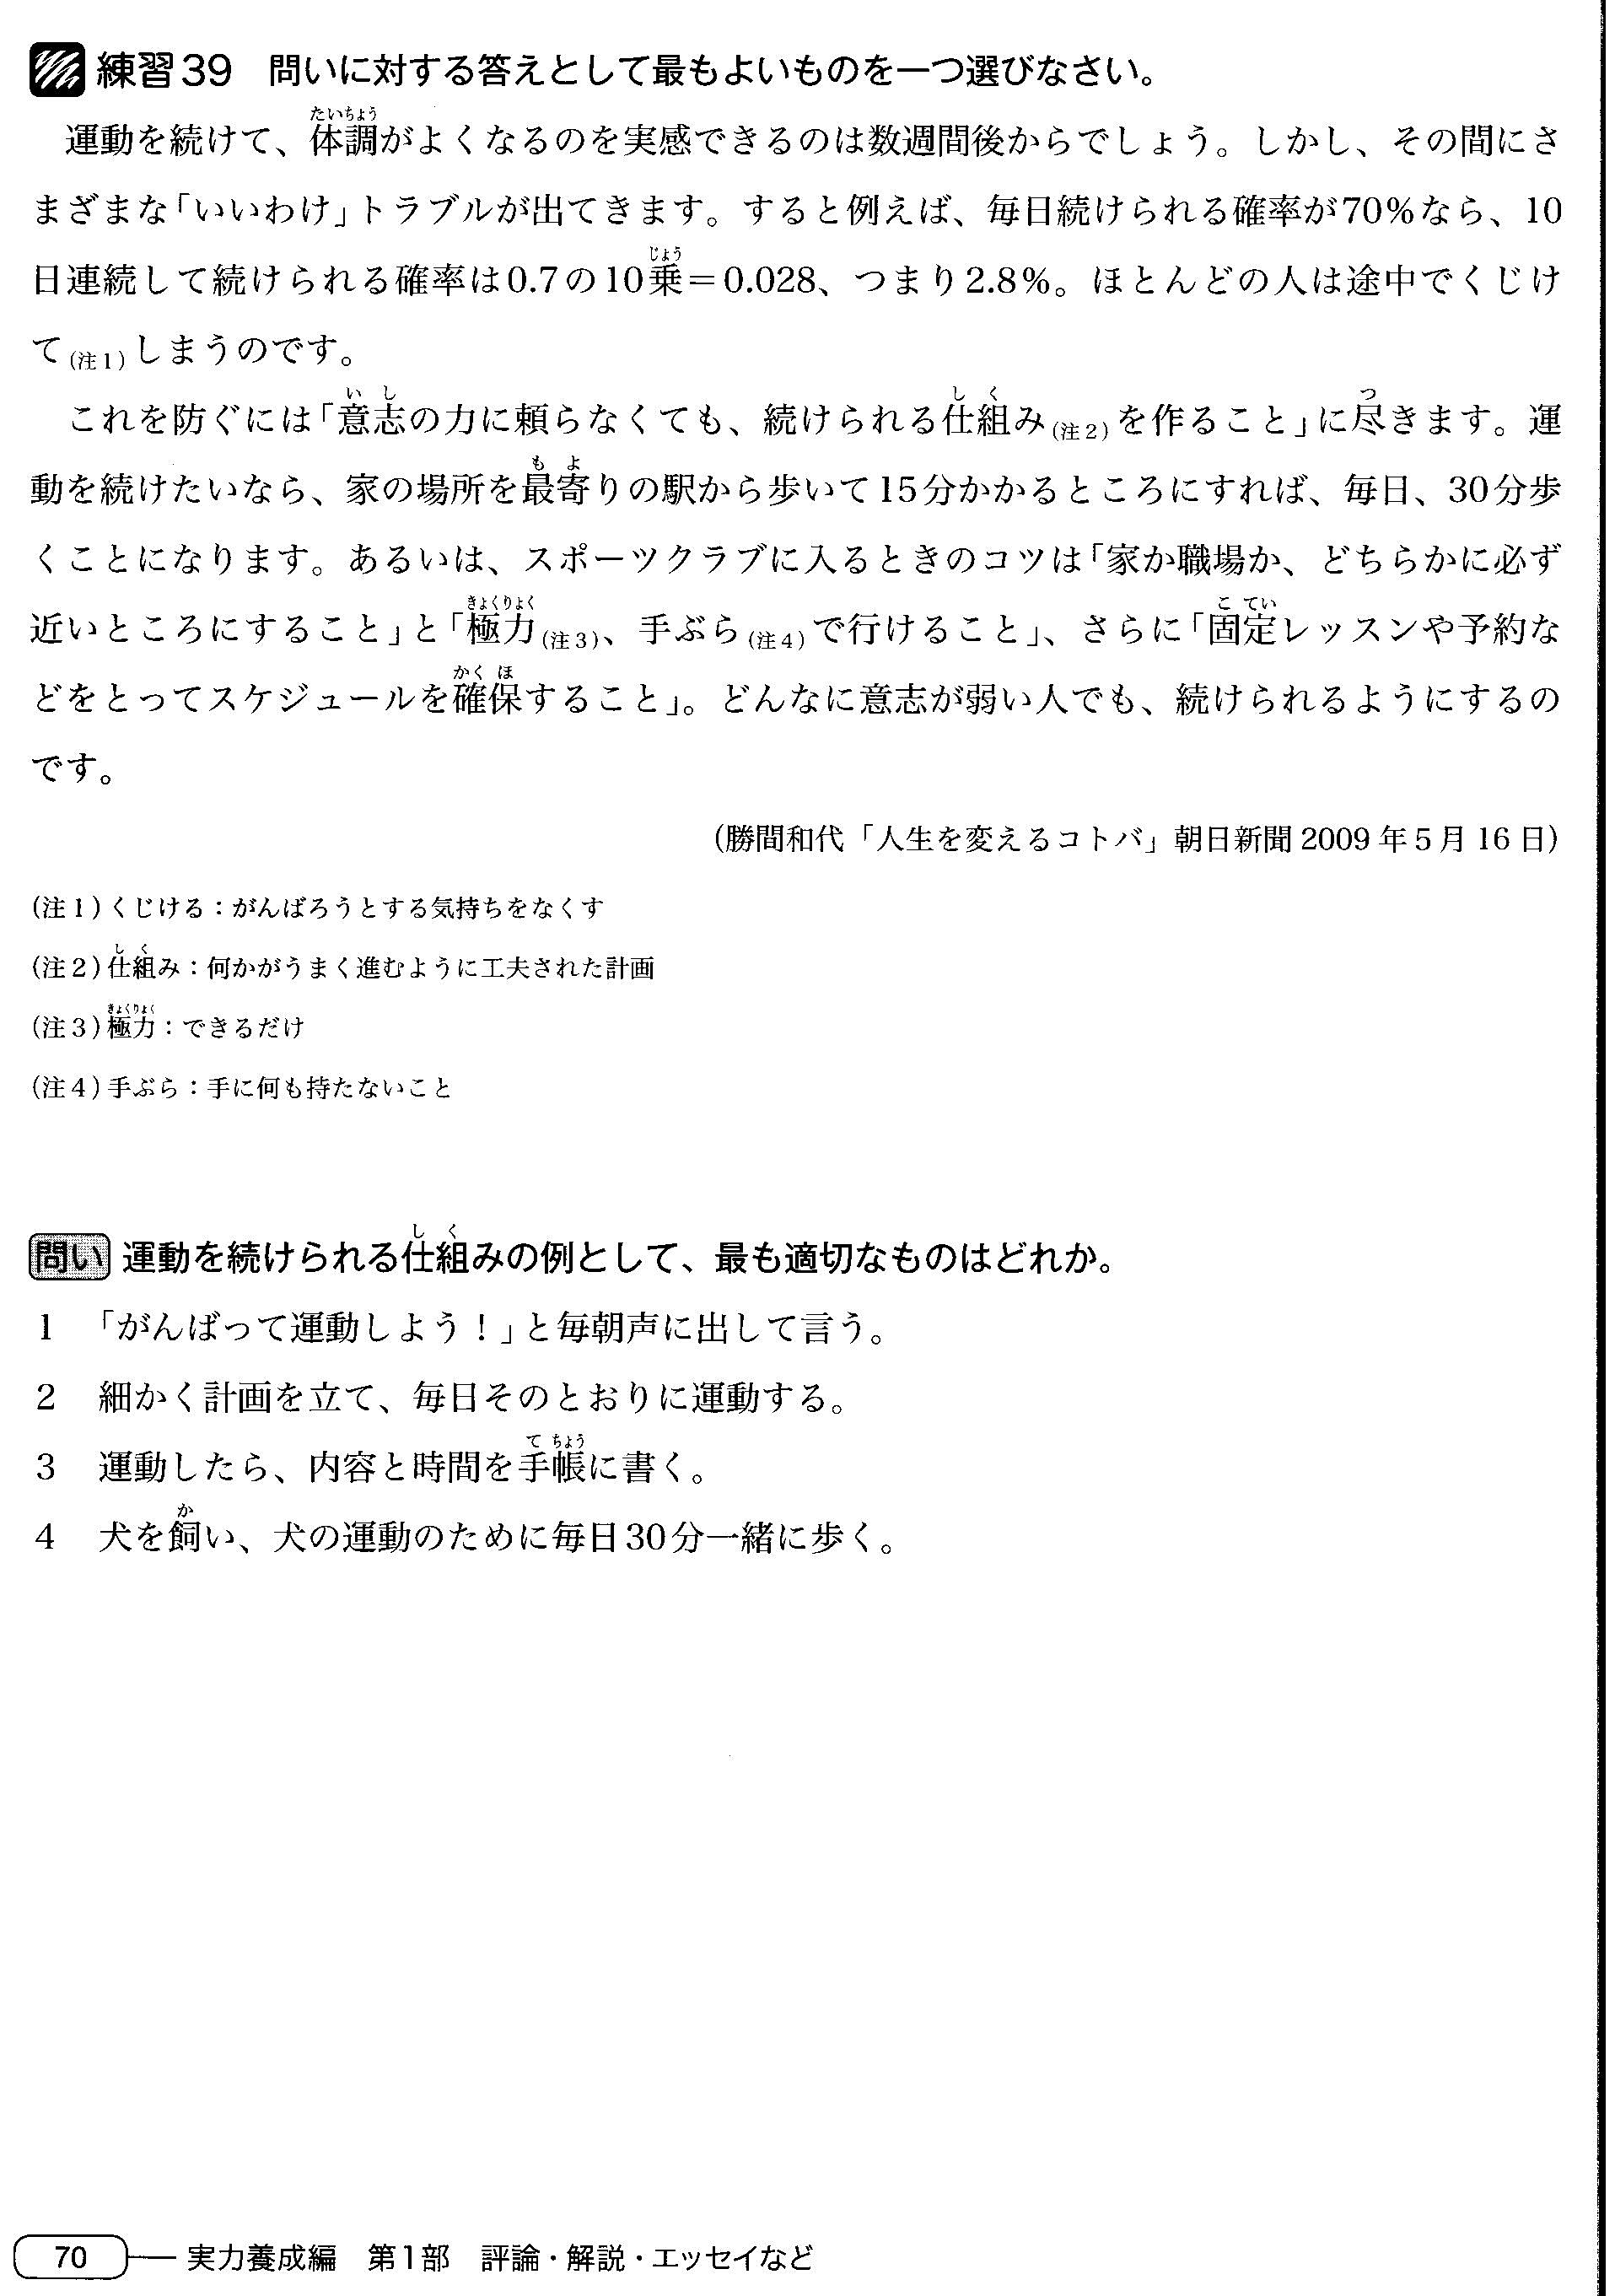 練習39　問いに対する答えとして最もよいものを一つ選びなさい。
たいちょう
運動を続けて、体調がよくなるのを実感できるのは数週間後からでしょう。しかし、その間にさ
まざまな「いいわけ」トラブルが出てきます。すると例えば、毎日続けられる確率が70%なら、10
じょう
日連続して続けられる確率は0.7の10乗＝0.028、つまり2.8%。ほとんどの人は途中でくじけ
て(注1)しまうのです。
いし　しく　つ
これを防ぐには「意志の力に頼らなくても、続けられる仕組み(注2)を作ること」に尽きます。運
もよ
動を続けたいなら、家の場所を最寄りの駅から歩いて15分かかるところにすれば、毎日、30分歩
くことになります。あるいは、スポーツクラブに入るときのコツは「家か職場か、どちらかに必ず
きょくりょく　こてい
近いところにすること」と「極力(注3)、手ぶら(注4)で行けること」、さらに「固定レッスンや予約な
かくほ
どをとってスケジュールを確保すること」。どんなに意志が弱い人でも、続けられるようにするの
です。
（勝間和代「人生を変えるコトバ」朝日新聞2009年5月16日）
(注1)くじける：がんばろうとする気持ちをなくす
しく
(注2)仕組み：何かがうまく進むように工夫された計画
きょくりょく
(注3)極力：できるだけ
(注4)手ぶら：手に何も持たないこと
しく
問い 運動を続けられる仕組みの例として、最も適切なものはどれか。
1　「がんばって運動しよう！」と毎朝声に出して言う。
2　細かく計画を立て、毎日そのとおりに運動する。
てちょう
3　運動したら、内容と時間を手帳に書く。
か
4　犬を飼い、犬の運動のために毎日30分一緒に歩く。
70 実力養成編　第1部　評論・解説・エッセイなど